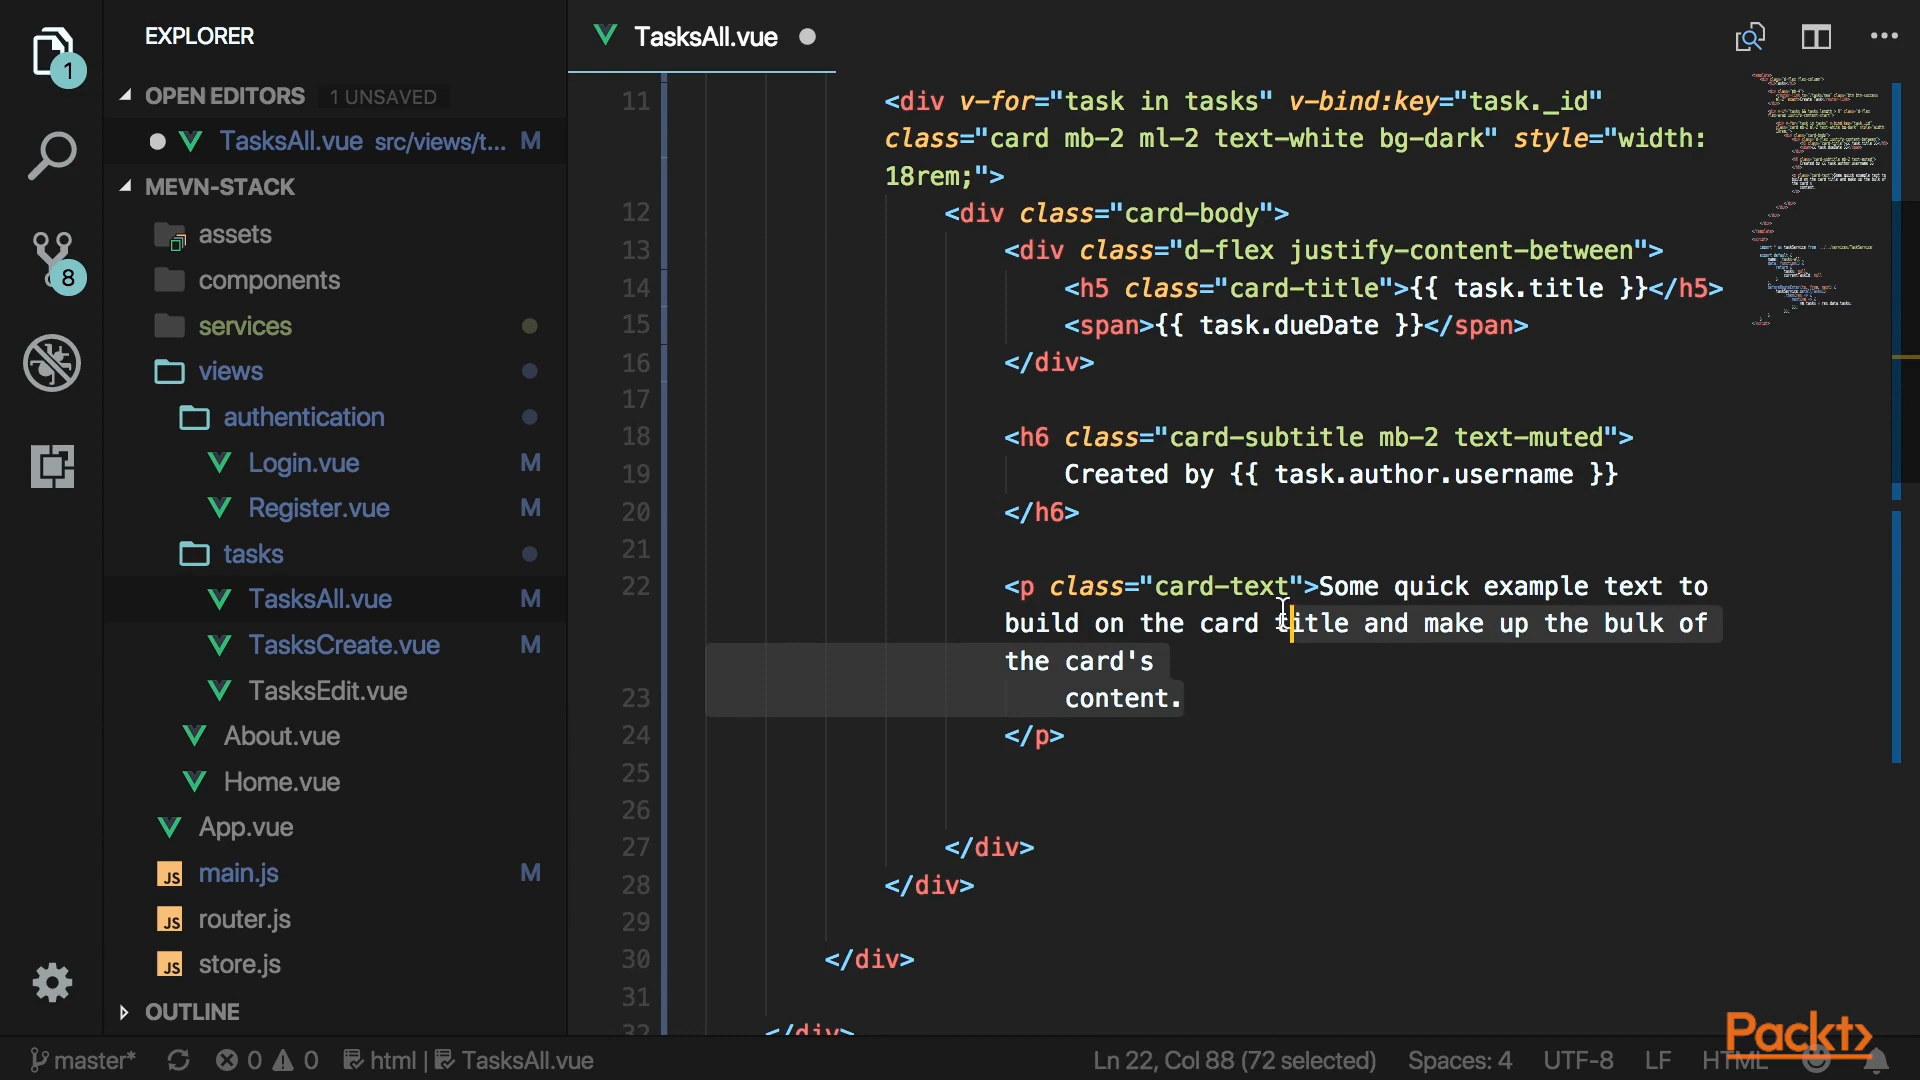 EXPLORER
OPEN EDITORS 1 UNSAVED
TasksAll.vue src/views/t... M
MEVN-STACK
assets
components
services
views
authentication
Login.vue M
Register.vue M
tasks
TasksAll.vue M
TasksCreate.vue M
TasksEdit.vue
About.vue
Home.vue
App.vue
JS main.js M
JS router.js
JS store.js
OUTLINE
1
8
TasksAll.vue
11 <div v-for="task in tasks" v-bind:key="task._id"
class="card mb-2 ml-2 text-white bg-dark" style="width:
18rem;">
12 <div class="card-body">
13 <div class="d-flex justify-content-between">
14 <h5 class="card-title">{{ task.title }}</h5>
15 <span>{{ task.dueDate }}</span>
16 </div>
17
18 <h6 class="card-subtitle mb-2 text-muted">
19 Created by {{ task.author.username }}
20 </h6>
21
22 <p class="card-text">Some quick example text to
build on the card title and make up the bulk of
the card's
23 content.
24 </p>
25
26
27 </div>
28 </div>
29
30 </div>
31
32 </div>
Packt>
master* 0 0 html | TasksAll.vue Ln 22, Col 88 (72 selected) Spaces: 4 UTF-8 LF HTML